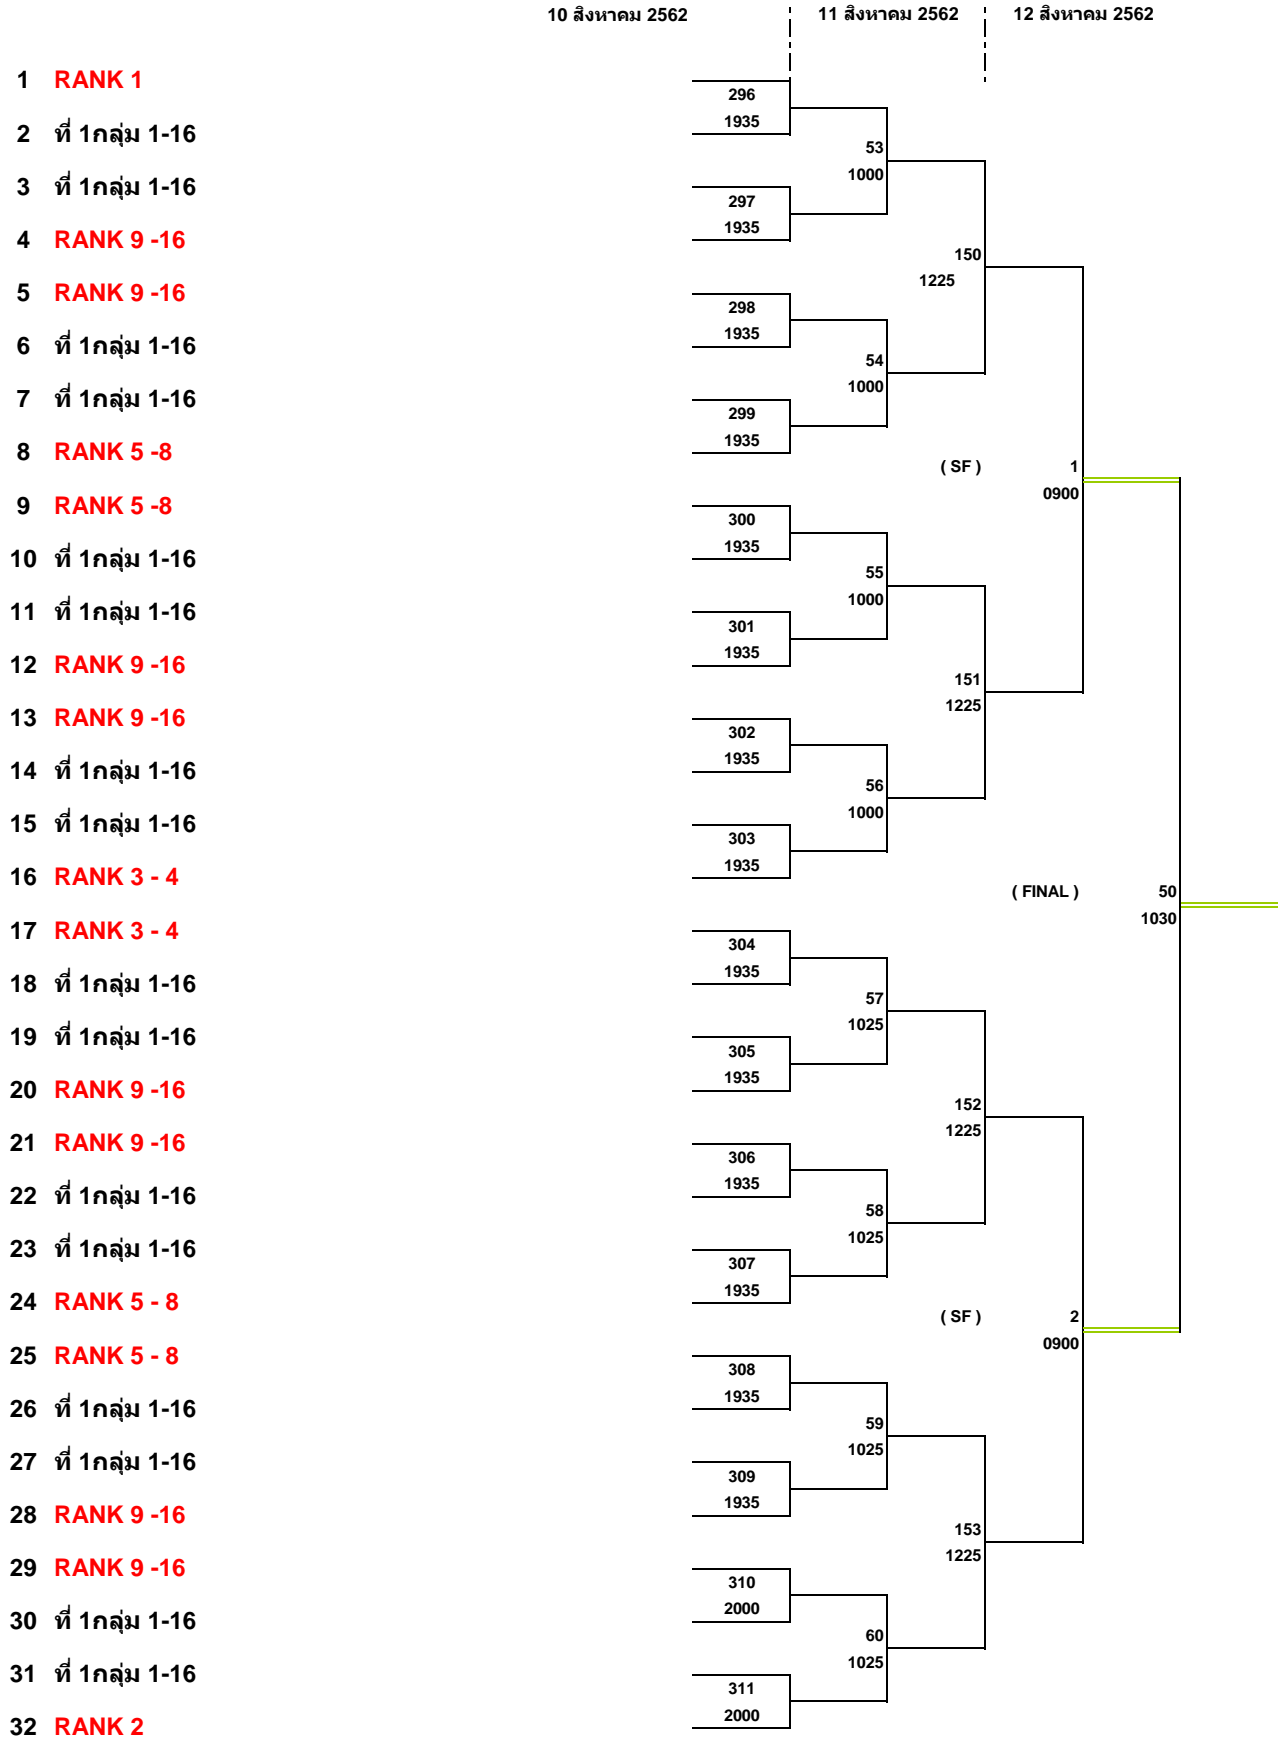 10 สิงหาคม 2562 11 สิงหาคม 2562 12 สิงหาคม 2562
1 RANK 1
296
1935
2 ที่ 1กลุ่ม 1-16
53
1000
3 ที่ 1กลุ่ม 1-16
297
1935
4 RANK 9 -16
150
1225
5 RANK 9 -16
298
1935
6 ที่ 1กลุ่ม 1-16
54
1000
7 ที่ 1กลุ่ม 1-16
299
1935
8 RANK 5 -8
( SF ) 1
0900
9 RANK 5 -8
300
1935
10 ที่ 1กลุ่ม 1-16
55
1000
11 ที่ 1กลุ่ม 1-16
301
1935
12 RANK 9 -16
151
1225
13 RANK 9 -16
302
1935
14 ที่ 1กลุ่ม 1-16
56
1000
15 ที่ 1กลุ่ม 1-16
303
1935
16 RANK 3 - 4
( FINAL ) 50
1030
17 RANK 3 - 4
304
1935
18 ที่ 1กลุ่ม 1-16
57
1025
19 ที่ 1กลุ่ม 1-16
305
1935
20 RANK 9 -16
152
1225
21 RANK 9 -16
306
1935
22 ที่ 1กลุ่ม 1-16
58
1025
23 ที่ 1กลุ่ม 1-16
307
1935
24 RANK 5 - 8
( SF ) 2
0900
25 RANK 5 - 8
308
1935
26 ที่ 1กลุ่ม 1-16
59
1025
27 ที่ 1กลุ่ม 1-16
309
1935
28 RANK 9 -16
153
1225
29 RANK 9 -16
310
2000
30 ที่ 1กลุ่ม 1-16
60
1025
31 ที่ 1กลุ่ม 1-16
311
2000
32 RANK 2